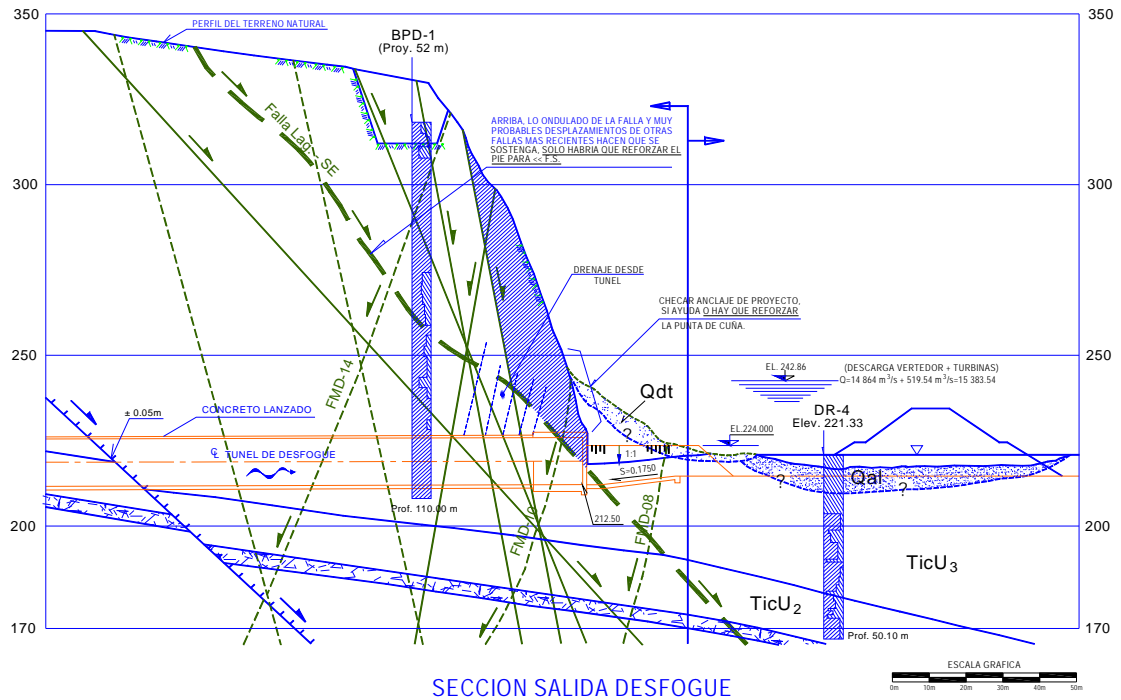 350
350
PERFIL DEL TERRENO NATURAL
BPD-1
(Proy. 52 m)
Falla Lag.- SE
ARRIBA, LO ONDULADO DE LA FALLA Y MUY
PROBABLES DESPLAZAMIENTOS DE OTRAS
FALLAS MAS RECIENTES HACEN QUE SE
SOSTENGA, SOLO HABRIA QUE REFORZAR EL
PIE PARA << F.S.
300
300
DRENAJE DESDE
TUNEL
CHECAR ANCLAJE DE PROYECTO,
SI AYUDA O HAY QUE REFORZAR
LA PUNTA DE CUÑA.
250
250
EL. 242.86
(DESCARGA VERTEDOR + TURBINAS)
Q=14 864 m³/s + 519.54 m³/s=15 383.54
FMD-14
Qdt
DR-4
Elev. 221.33
± 0.05m
CONCRETO LANZADO
?
EL.224.000
℄ TUNEL DE DESFOGUE
1:1
S=0.1750
?
Qal
?
Prof. 110.00 m
212.50
FMD-08
200
200
TicU3
TicU2
170
170
Prof. 50.10 m
SECCION SALIDA DESFOGUE
ESCALA GRAFICA
0m 10m 20m 30m 40m 50m